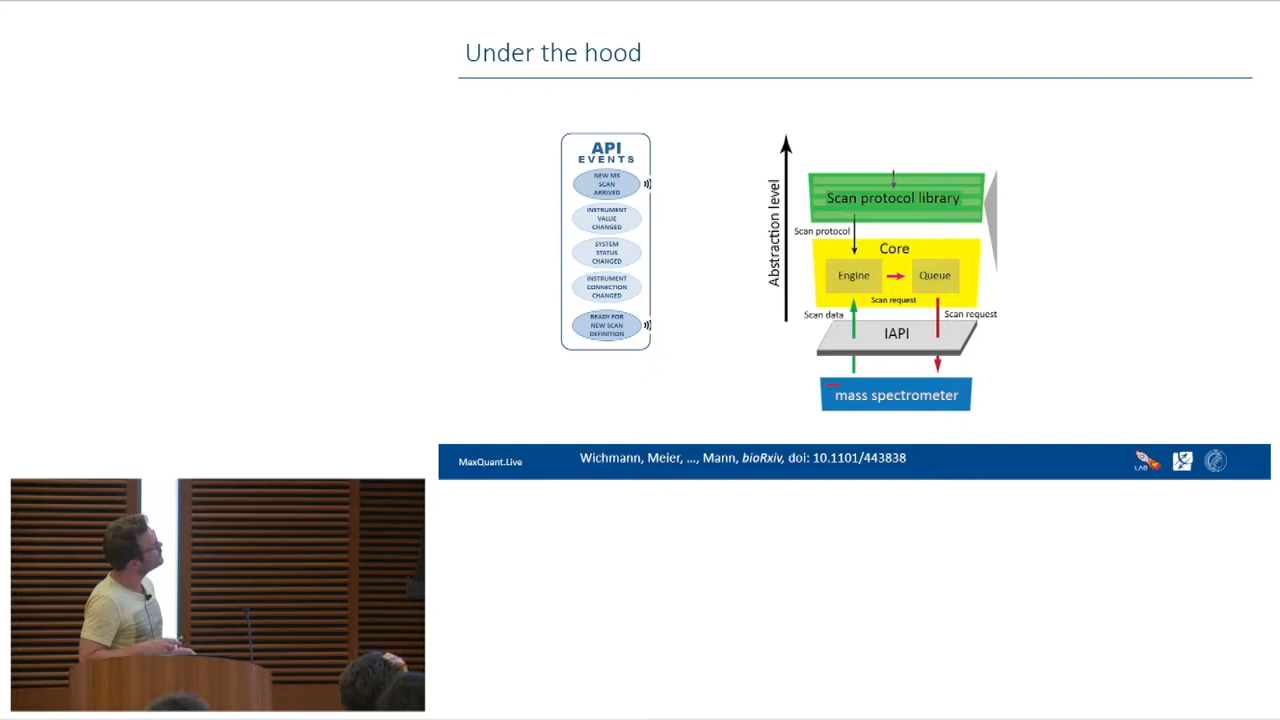 Under the hood
API
EVENTS
NEW MS
SCAN
ARRIVED
INSTRUMENT
VALUE
CHANGED
SYSTEM
STATUS
CHANGED
INSTRUMENT
CONNECTION
CHANGED
READY FOR
NEW SCAN
DEFINITION
Abstraction level
Scan protocol library
Scan protocol
Core
Engine
Queue
Scan request
Scan data
Scan request
IAPI
mass spectrometer
MaxQuant.Live
Wichmann, Meier, ..., Mann, bioRxiv, doi: 10.1101/443838
LAB